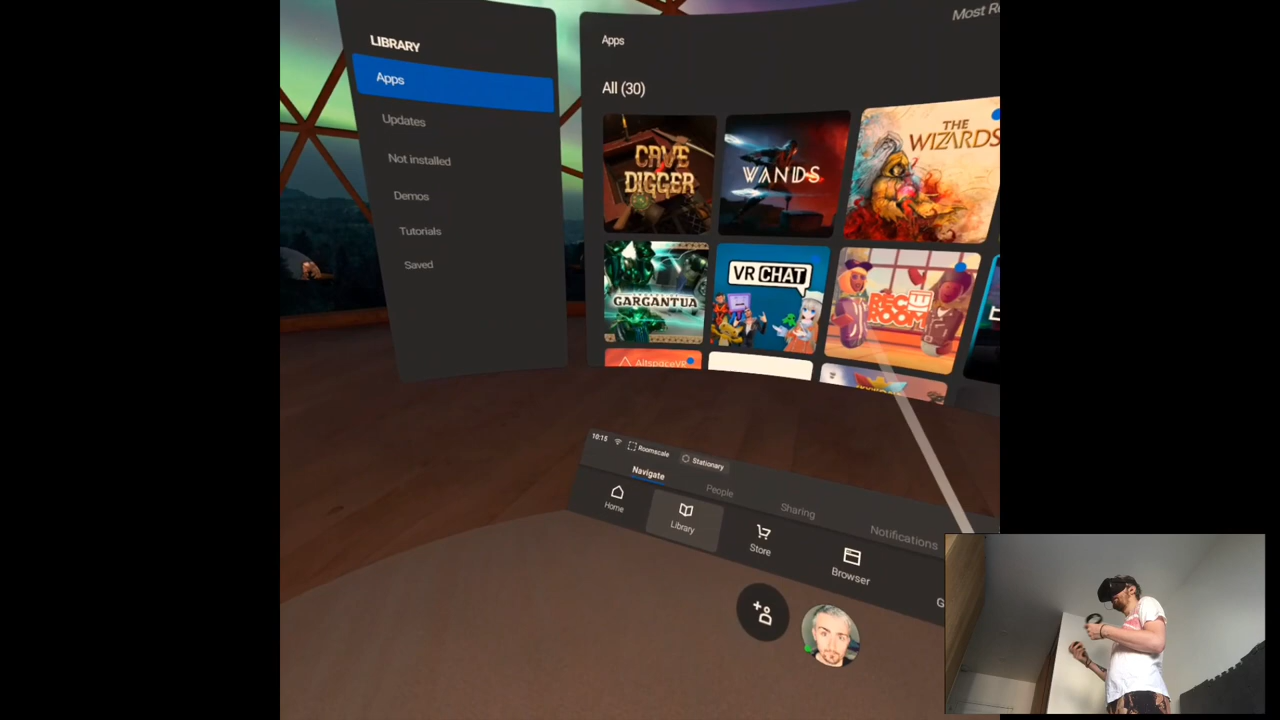 LIBRARY
Apps
Updates
Not installed
Demos
Tutorials
Saved
Most R
Apps
All (30)
CAVE DIGGER
WANDS
THE WIZARDS
GARGANTUA
VR CHAT
REC ROOM
AltspaceVR
10:15 Roomscale Stationary
Navigate People Sharing Notifications
Home Library Store Browser G